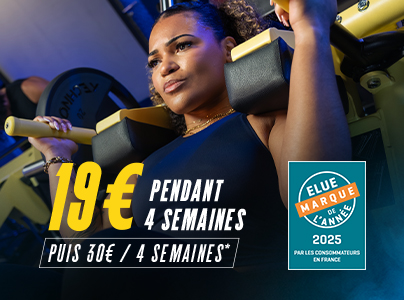 19€ PENDANT
4 SEMAINES
PUIS 30€ / 4 SEMAINES*
ELUE
MARQUE
DE
L'ANNÉE
2025
PAR LES CONSOMMATEURS
EN FRANCE